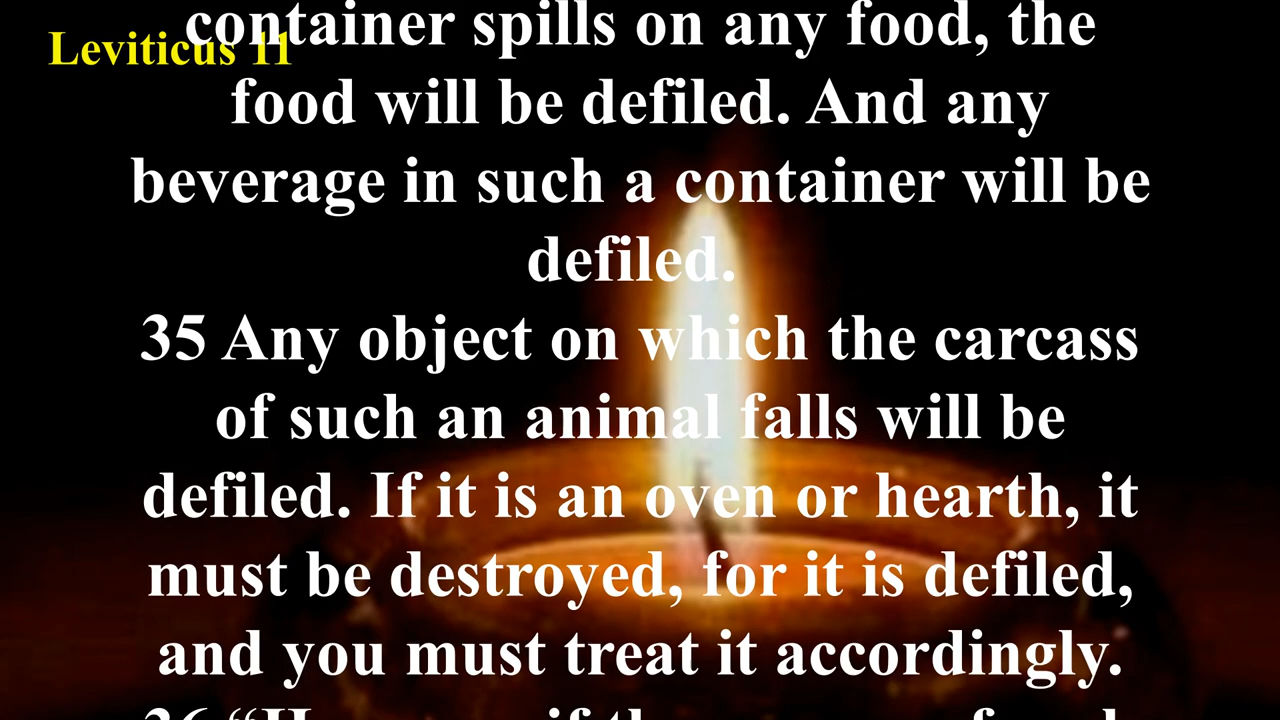 Leviticus 11
container spills on any food, the
food will be defiled. And any
beverage in such a container will be
defiled.
35 Any object on which the carcass
of such an animal falls will be
defiled. If it is an oven or hearth, it
must be destroyed, for it is defiled,
and you must treat it accordingly.